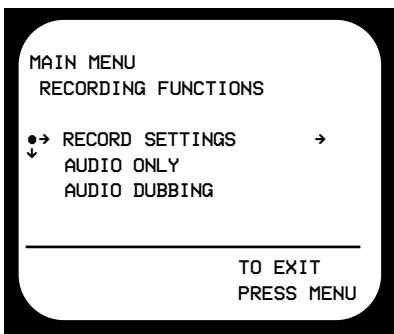 MAIN MENU
RECORDING FUNCTIONS
●→ RECORD SETTINGS →
↓
AUDIO ONLY
AUDIO DUBBING
TO EXIT
PRESS MENU